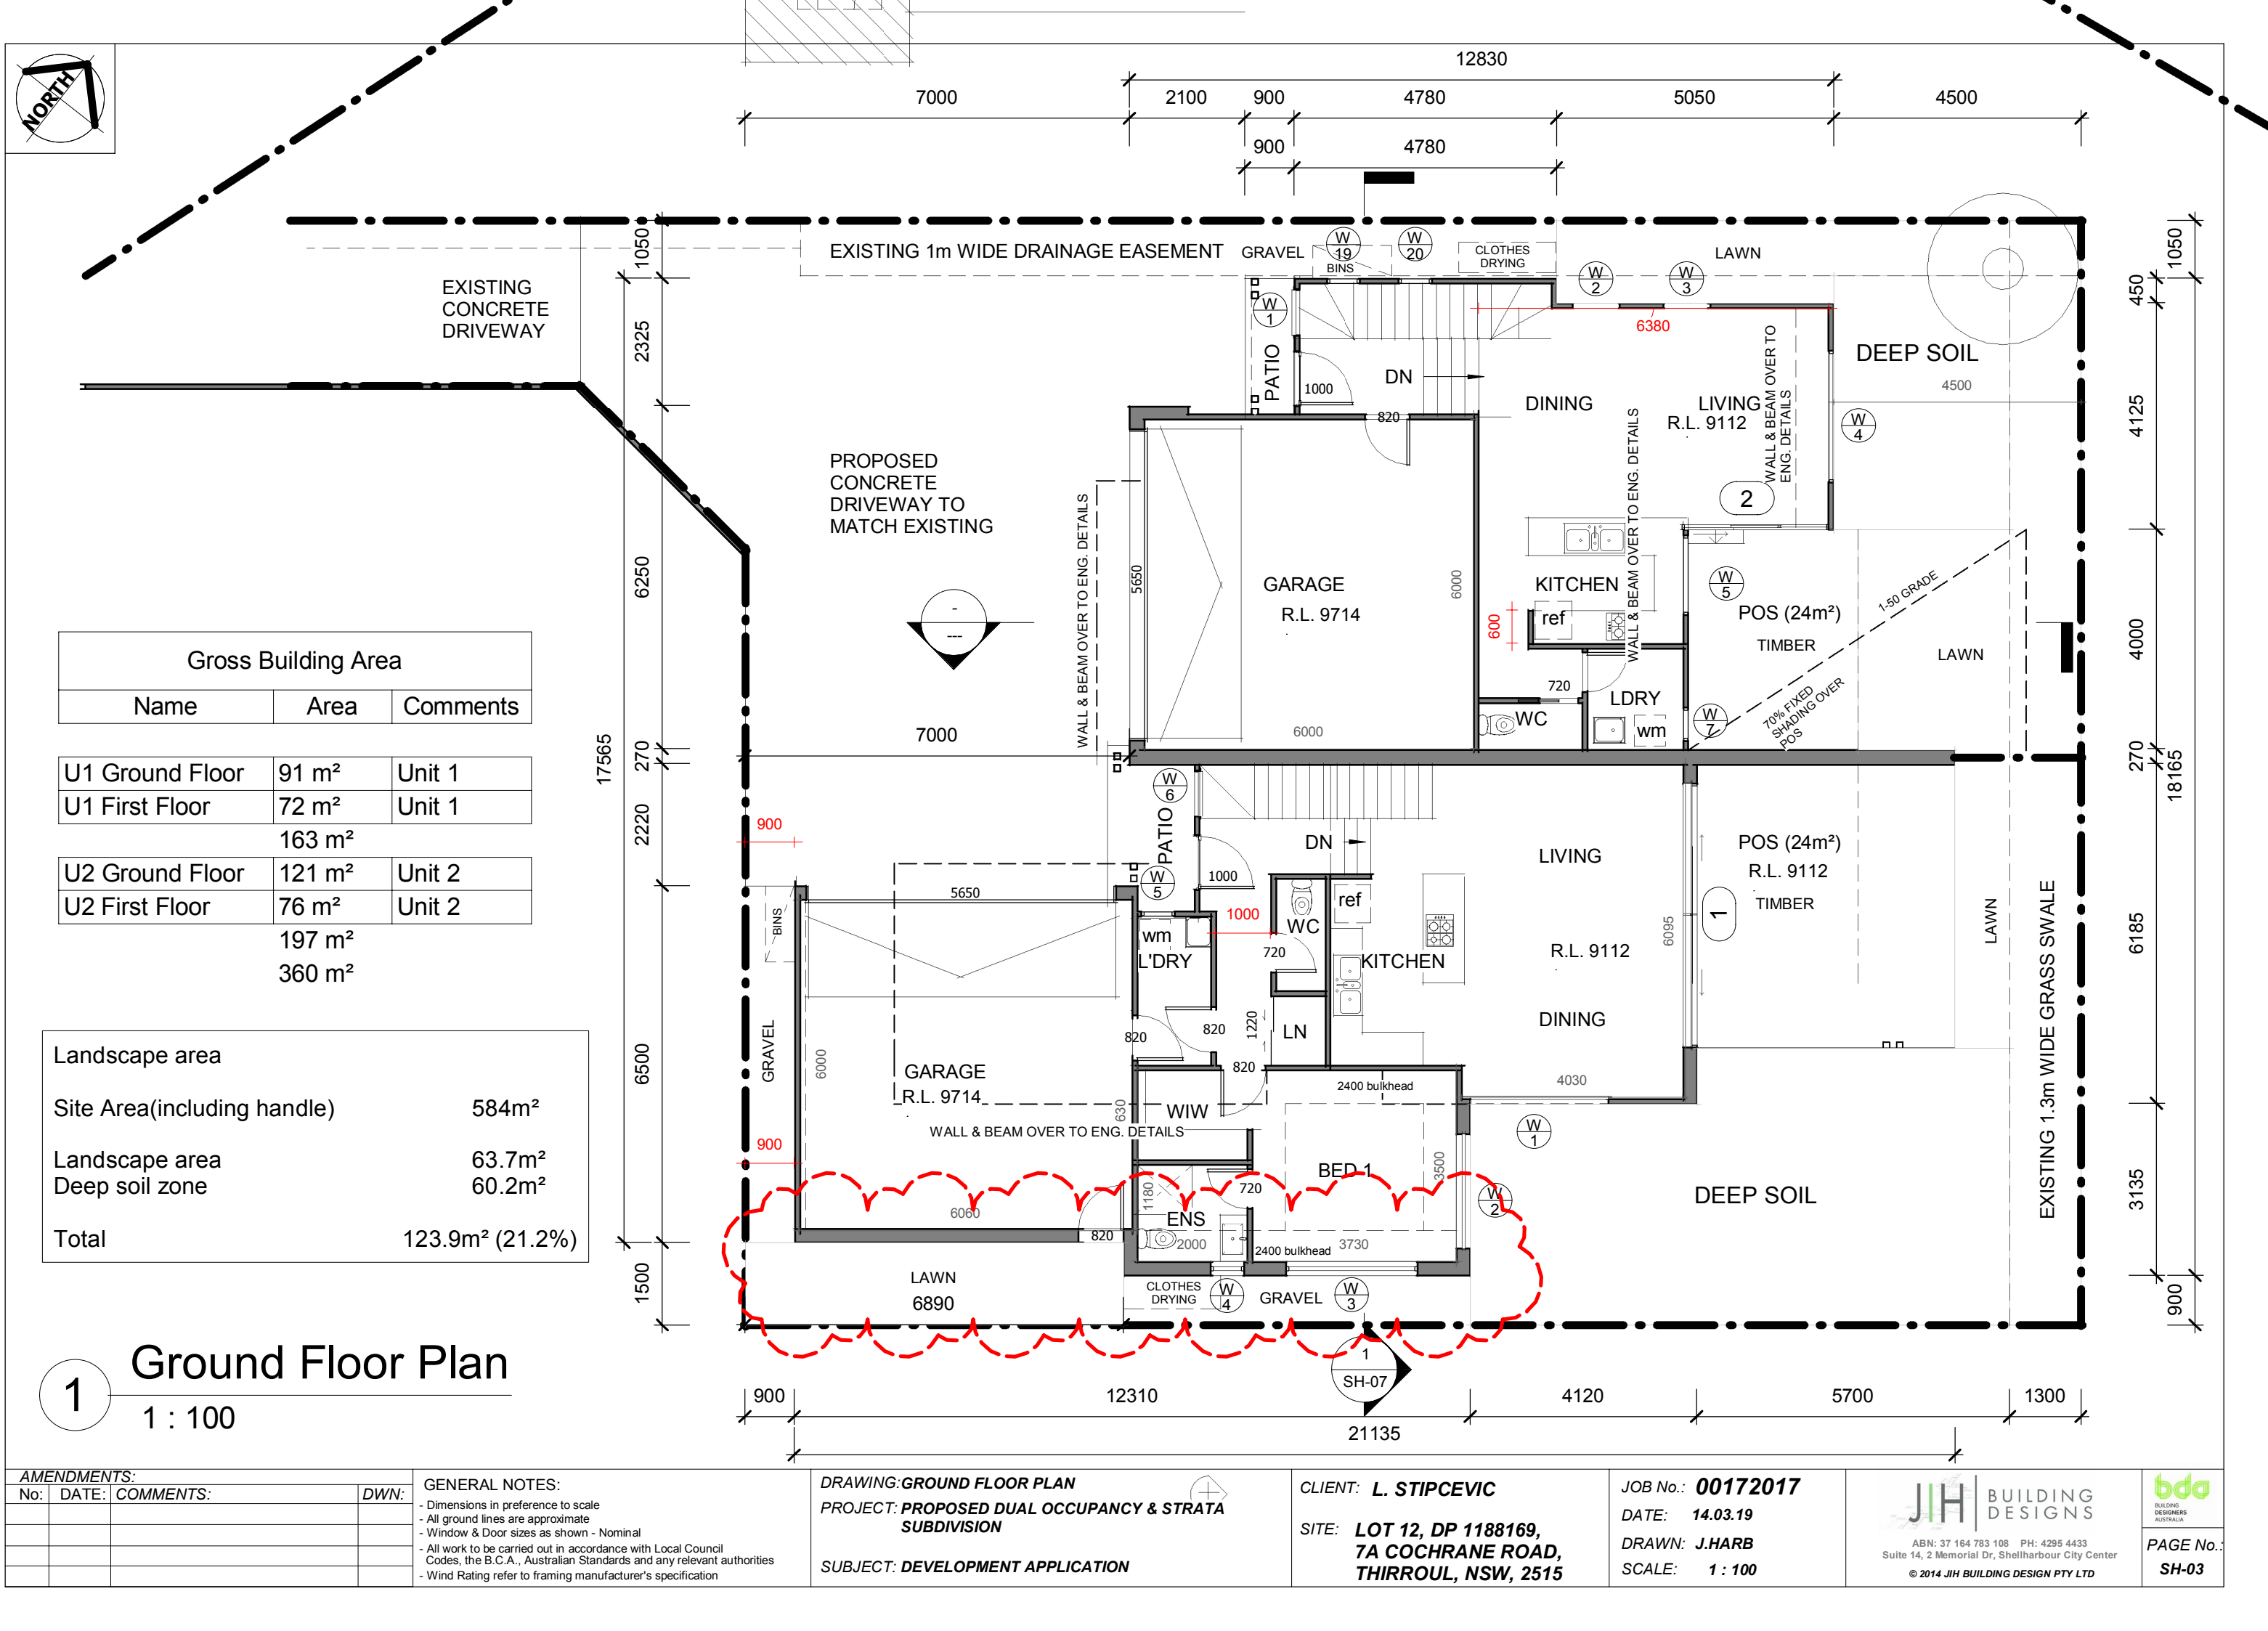 NORTH
12830
7000
2100
900
4780
5050
4500
900
4780
1050
2325
6250
270
2220
6500
1500
17565
EXISTING
CONCRETE
DRIVEWAY
EXISTING 1m WIDE DRAINAGE EASEMENT
GRAVEL
W
19
BINS
W
20
CLOTHES
DRYING
LAWN
W
2
W
3
W
1
6380
PATIO
1000
DN
820
DINING
LIVING
R.L. 9112
WALL & BEAM OVER TO
ENG. DETAILS
DEEP SOIL
4500
W
4
2
PROPOSED
CONCRETE
DRIVEWAY TO
MATCH EXISTING
WALL & BEAM OVER TO ENG. DETAILS
5650
GARAGE
R.L. 9714
6000
6000
KITCHEN
ref
600
WALL & BEAM OVER TO ENG. DETAILS
W
5
POS (24m²)
TIMBER
1-50 GRADE
LAWN
70% FIXED
SHADING OVER
POS
720
WC
LDRY
wm
W
7
-
---
7000
1050
450
4125
4000
270
18165
6185
3135
900
Gross Building Area
Name Area Comments
U1 Ground Floor 91 m² Unit 1
U1 First Floor 72 m² Unit 1
163 m²
U2 Ground Floor 121 m² Unit 2
U2 First Floor 76 m² Unit 2
197 m²
360 m²
Landscape area
Site Area(including handle) 584m²
Landscape area 63.7m²
Deep soil zone 60.2m²
Total 123.9m² (21.2%)
900
W
6
PATIO
W
5
DN
1000
1000
LIVING
POS (24m²)
R.L. 9112
TIMBER
1
BINS
5650
wm
L'DRY
WC
720
ref
KITCHEN
R.L. 9112
6095
DINING
LAWN
EXISTING 1.3m WIDE GRASS SWALE
GRAVEL
6000
GARAGE
R.L. 9714
820
820
1220
LN
820
2400 bulkhead
4030
630
WIW
WALL & BEAM OVER TO ENG. DETAILS
W
1
900
BED 1
3500
1180
720
W
2
DEEP SOIL
6060
820
ENS
2000
2400 bulkhead
3730
LAWN
6890
CLOTHES
DRYING
W
4
GRAVEL
W
3
1
SH-07
900
12310
4120
5700
1300
21135
1
Ground Floor Plan
1 : 100
AMENDMENTS:
No: DATE: COMMENTS: DWN:
GENERAL NOTES:
- Dimensions in preference to scale
- All ground lines are approximate
- Window & Door sizes as shown - Nominal
- All work to be carried out in accordance with Local Council
Codes, the B.C.A., Australian Standards and any relevant authorities
- Wind Rating refer to framing manufacturer's specification
DRAWING: GROUND FLOOR PLAN
PROJECT: PROPOSED DUAL OCCUPANCY & STRATA
SUBDIVISION
SUBJECT: DEVELOPMENT APPLICATION
CLIENT: L. STIPCEVIC
SITE: LOT 12, DP 1188169,
7A COCHRANE ROAD,
THIRROUL, NSW, 2515
JOB No.: 00172017
DATE: 14.03.19
DRAWN: J.HARB
SCALE: 1 : 100
JIH BUILDING
DESIGNS
ABN: 37 164 783 108 PH: 4295 4433
Suite 14, 2 Memorial Dr, Shellharbour City Center
© 2014 JIH BUILDING DESIGN PTY LTD
bda
BUILDING
DESIGNERS
AUSTRALIA
PAGE No.:
SH-03